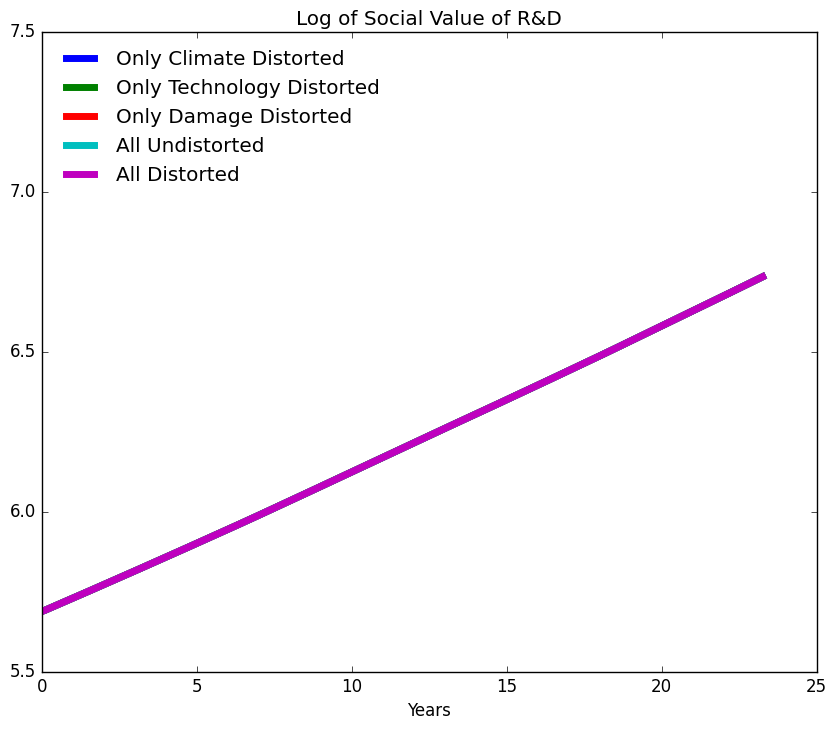 Log of Social Value of R&D
7.5
Only Climate Distorted
Only Technology Distorted
Only Damage Distorted
All Undistorted
All Distorted
7.0
6.5
6.0
5.5
0 5 10 15 20 25
Years